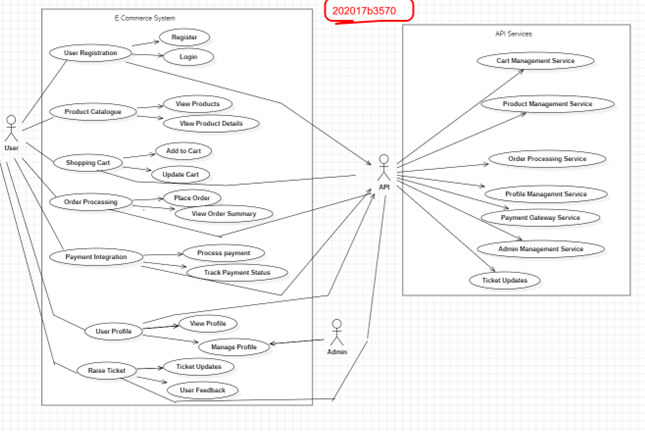 202017b3570
E Commerce System
API Services
Register
User Registration
Login
Cart Management Service
View Products
Product Catalogue
View Product Details
Product Management Service
User
Add to Cart
Shopping Cart
Update Cart
Order Processing Service
API
Place Order
Order Processing
View Order Summary
Profile Managemnt Service
Payment Gateway Service
Process payment
Payment Integration
Track Payment Status
Admin Management Service
Ticket Updates
View Profile
User Profile
Manage Profile
Admin
Ticket Updates
Raise Ticket
User Feedback